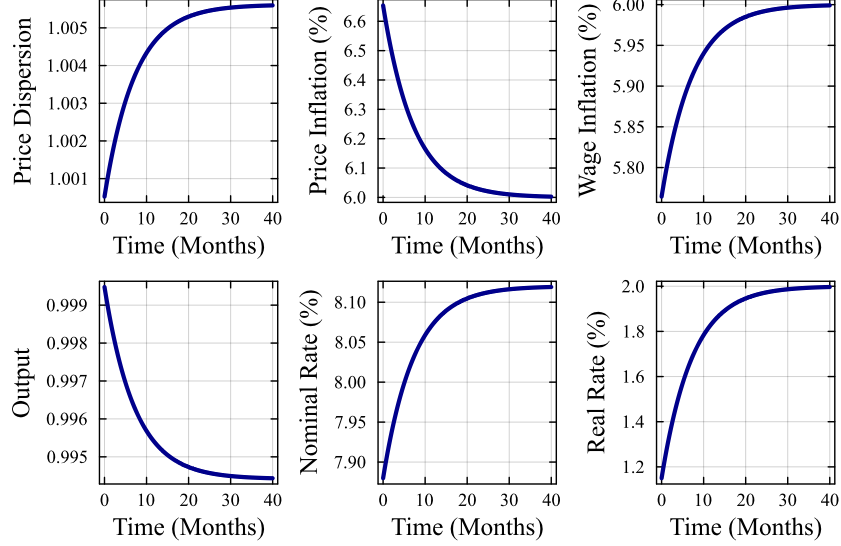 Price Dispersion
1.005
1.004
1.003
1.002
1.001
0 10 20 30 40
Time (Months)
Price Inflation (%)
6.6
6.5
6.4
6.3
6.2
6.1
6.0
0 10 20 30 40
Time (Months)
Wage Inflation (%)
6.00
5.95
5.90
5.85
5.80
0 10 20 30 40
Time (Months)
Output
0.999
0.998
0.997
0.996
0.995
0 10 20 30 40
Time (Months)
Nominal Rate (%)
8.10
8.05
8.00
7.95
7.90
0 10 20 30 40
Time (Months)
Real Rate (%)
2.0
1.8
1.6
1.4
1.2
0 10 20 30 40
Time (Months)